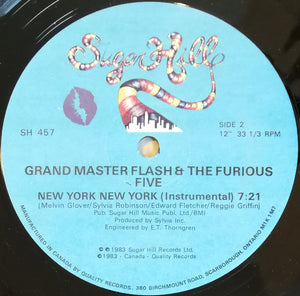 Sugar Hill
SH 457
SIDE 2
12" 33 1/3 RPM
GRAND MASTER FLASH & THE FURIOUS
FIVE
NEW YORK NEW YORK (Instrumental) 7:21
(Melvin Glover/Sylvia Robinson/Edward Fletcher/Reggie Griffin)
Pub. Sugar Hill Music Publ. Ltd/BMI
Produced by Sylvia Inc.
Engineered by E.T. Thorngren
℗©1983 Sugar Hill Records Ltd.
©1983 - Canada - Quality Records
MANUFACTURED IN CANADA BY QUALITY RECORDS, 380 BIRCHMOUNT ROAD, SCARBOROUGH, ONTARIO M1K 1M7